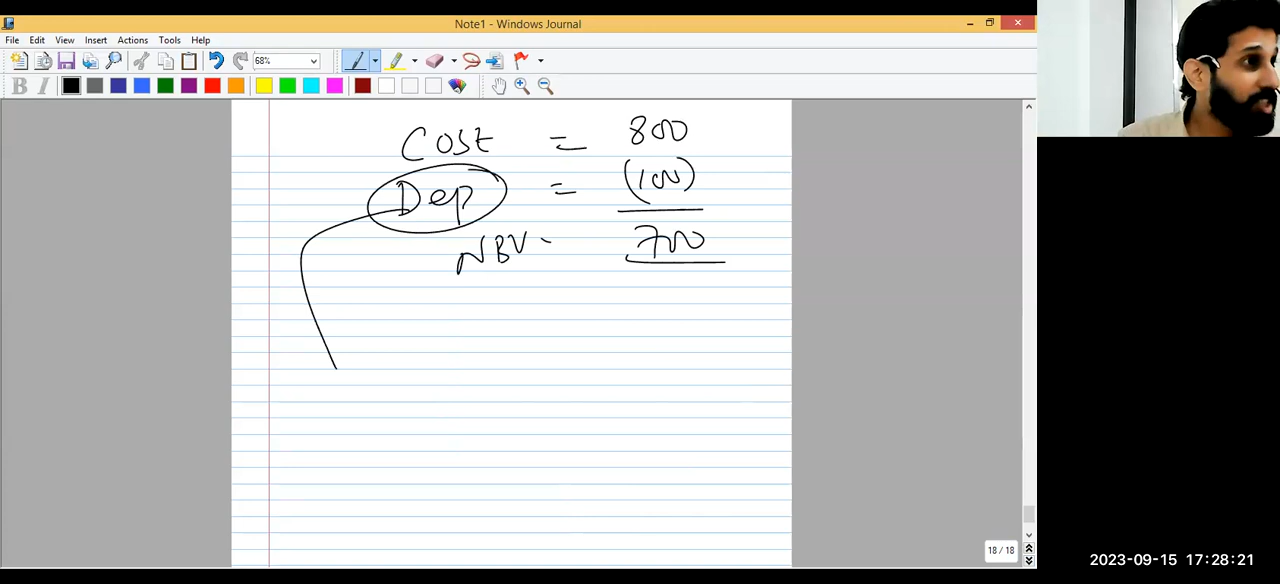 Note1 - Windows Journal
File Edit View Insert Actions Tools Help
68%
B I
Cost = 800
Dep = (100)
NBV - 700
18 / 18
2023-09-15 17:28:21